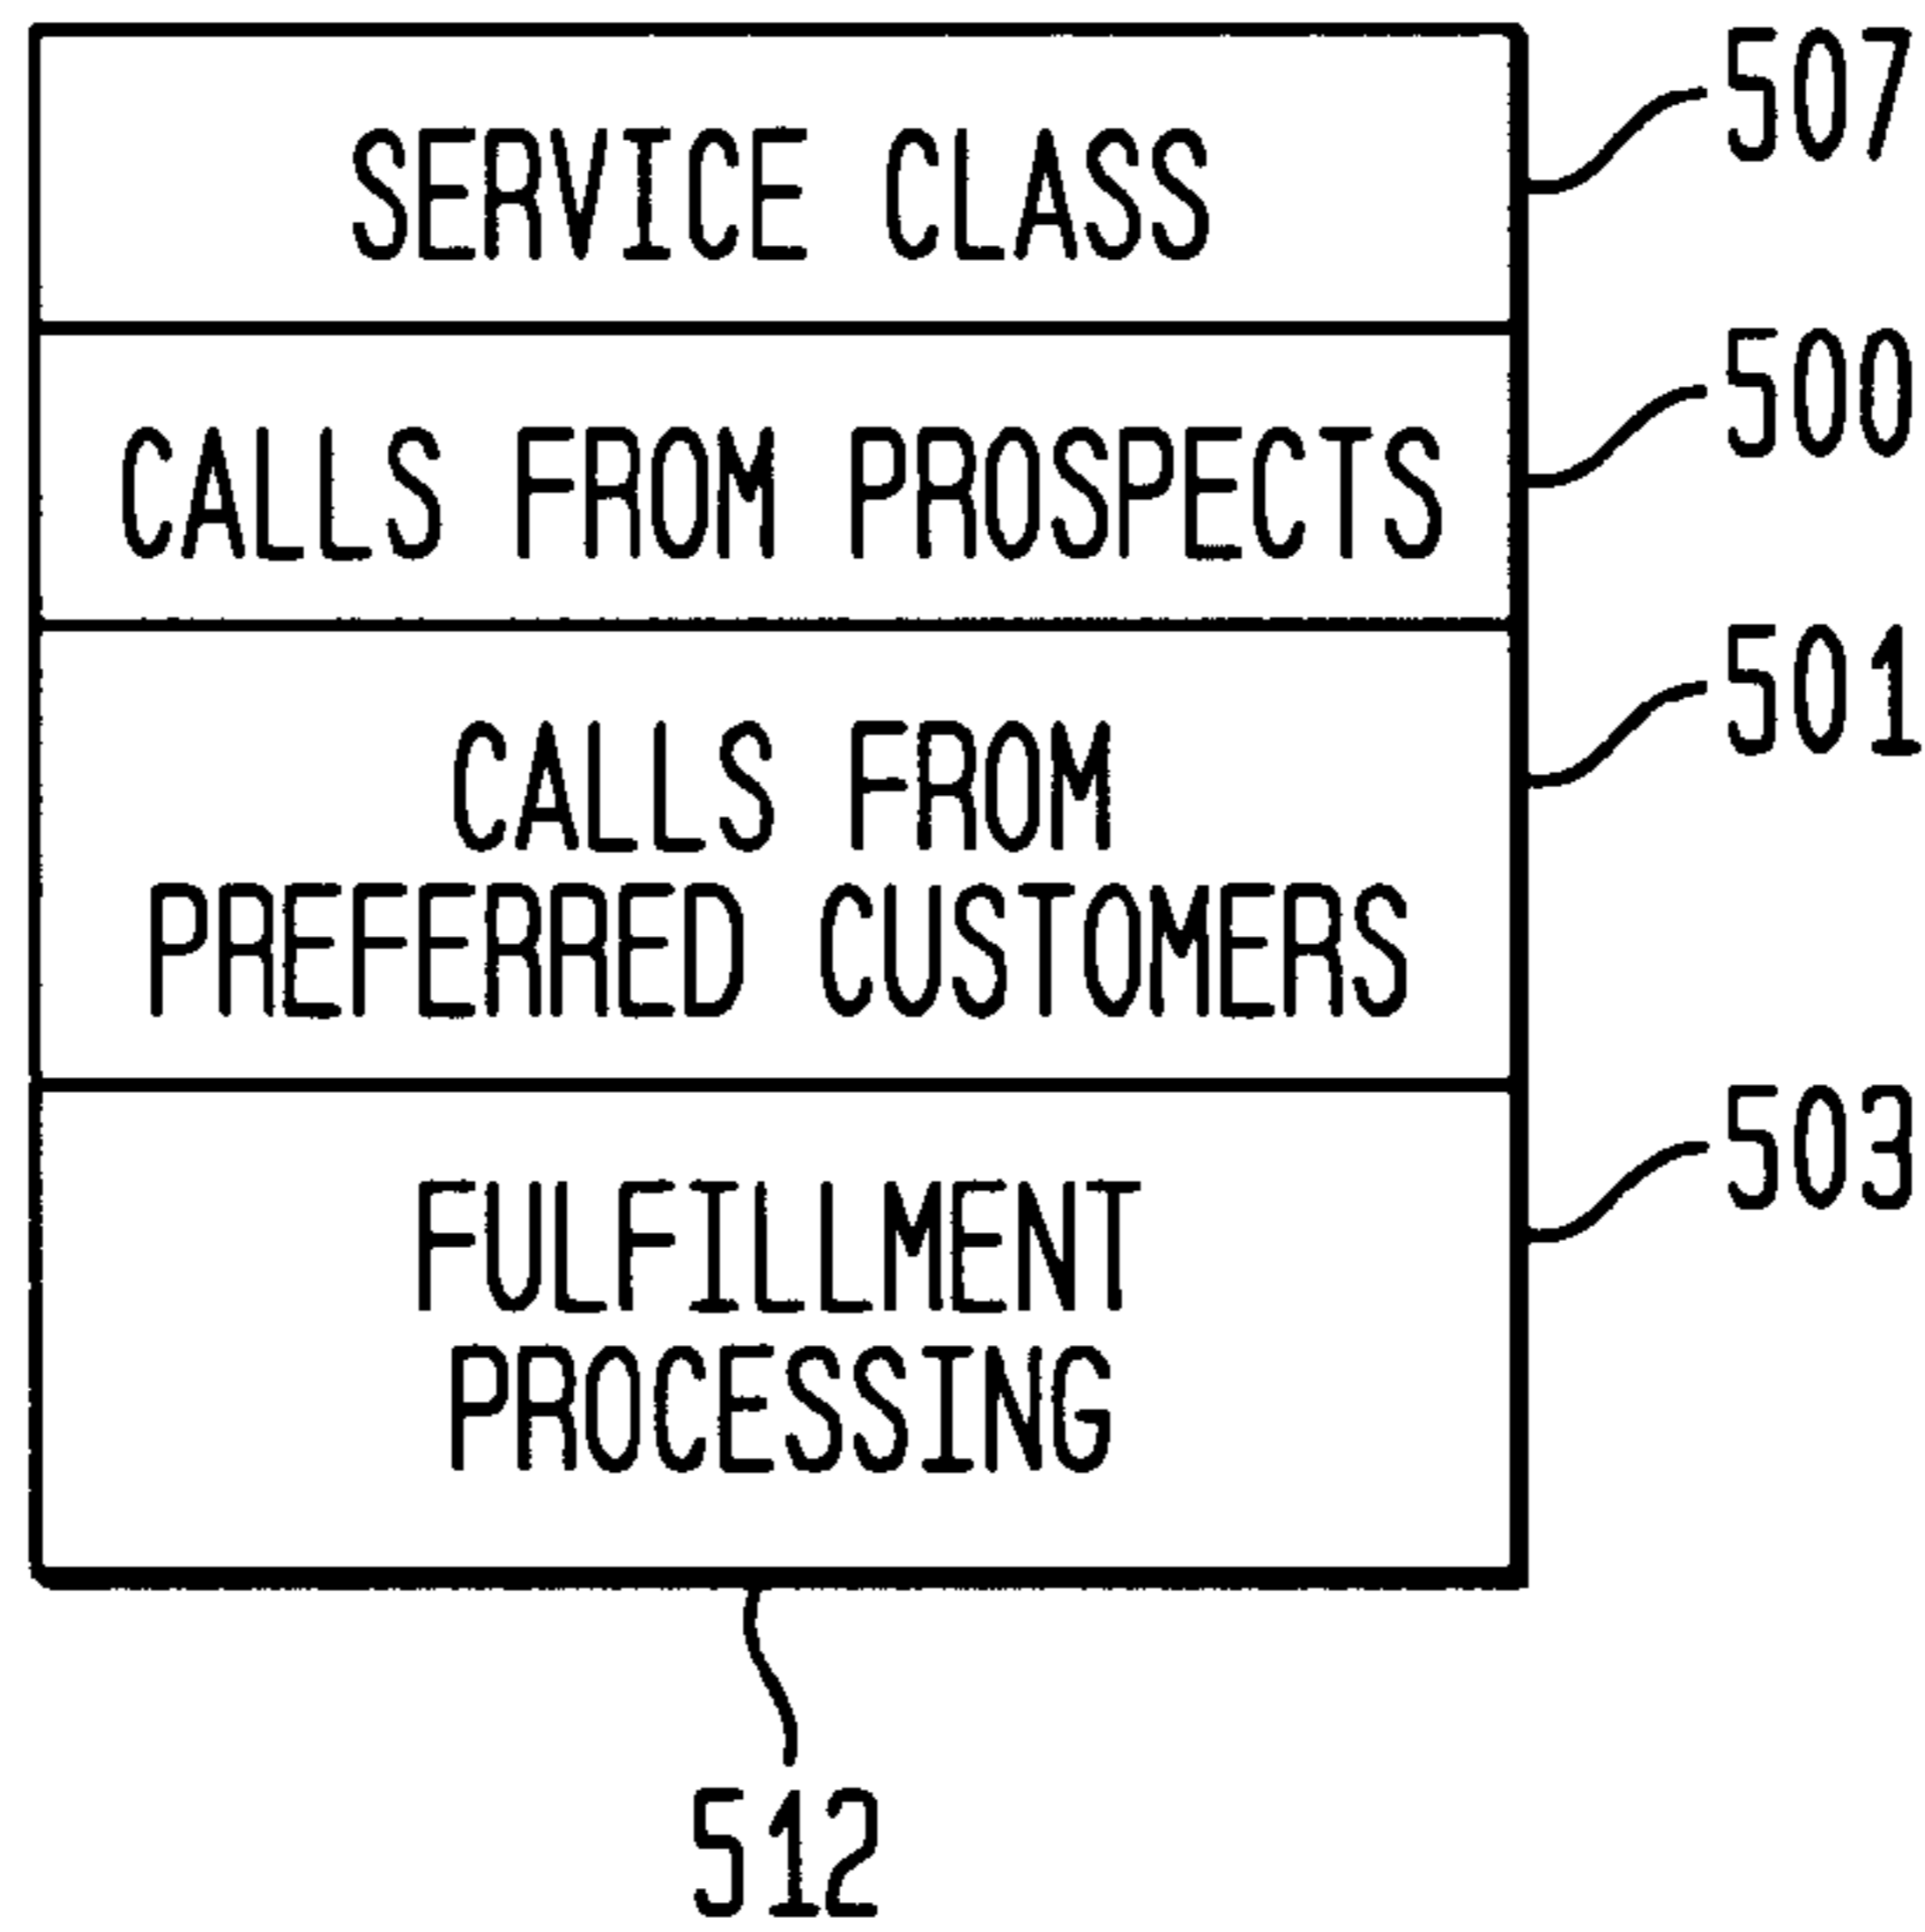 SERVICE CLASS
507
CALLS FROM PROSPECTS
500
CALLS FROM
PREFERRED CUSTOMERS
501
FULFILLMENT
PROCESSING
503
512